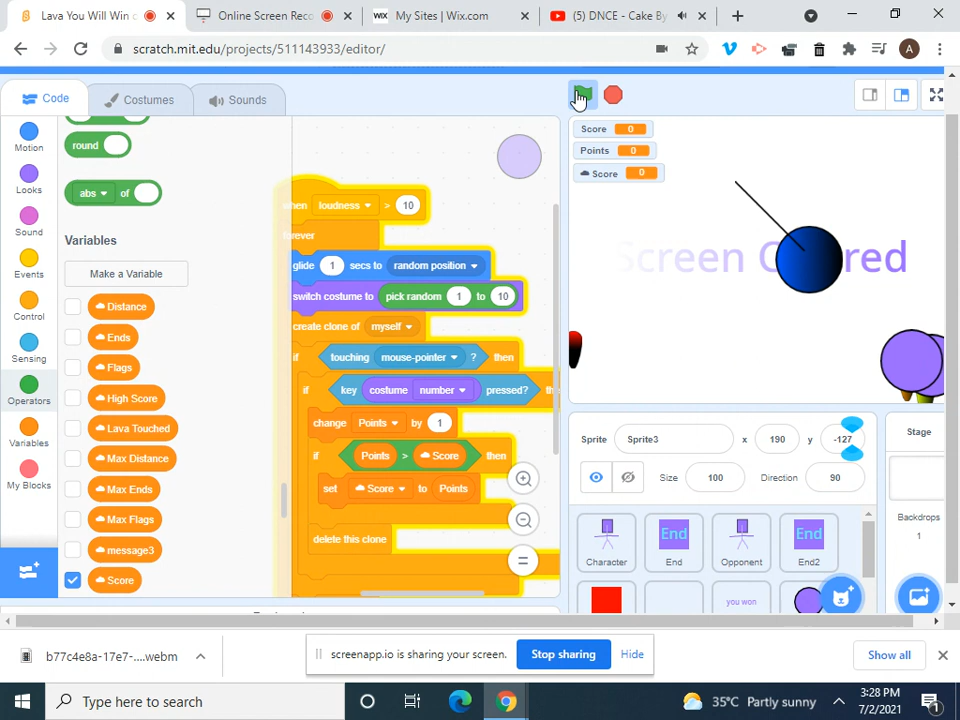 Lava You Will Win
Online Screen Reco
WIX My Sites | Wix.com
(5) DNCE - Cake By
scratch.mit.edu/projects/511143933/editor/
A
Code
Costumes
Sounds
Motion
Looks
Sound
Events
Control
Sensing
Operators
Variables
My Blocks
round
abs of
Variables
Make a Variable
Distance
Ends
Flags
High Score
Lava Touched
Max Distance
Max Ends
Max Flags
message3
Score
when loudness > 10
forever
glide 1 secs to random position
switch costume to pick random 1 to 10
create clone of myself
if touching mouse-pointer ? then
if key costume number pressed?
change Points by 1
if Points > Score then
set Score to Points
delete this clone
Score 0
Points 0
Score 0
Sprite
Sprite3
x 190 y -127
Size 100 Direction 90
Stage
Backdrops
1
Character
End
End
Opponent
End
End2
you won
b77c4e8a-17e7-....webm
screenapp.io is sharing your screen.
Stop sharing
Hide
Show all
Type here to search
35°C Partly sunny
3:28 PM
7/2/2021
1